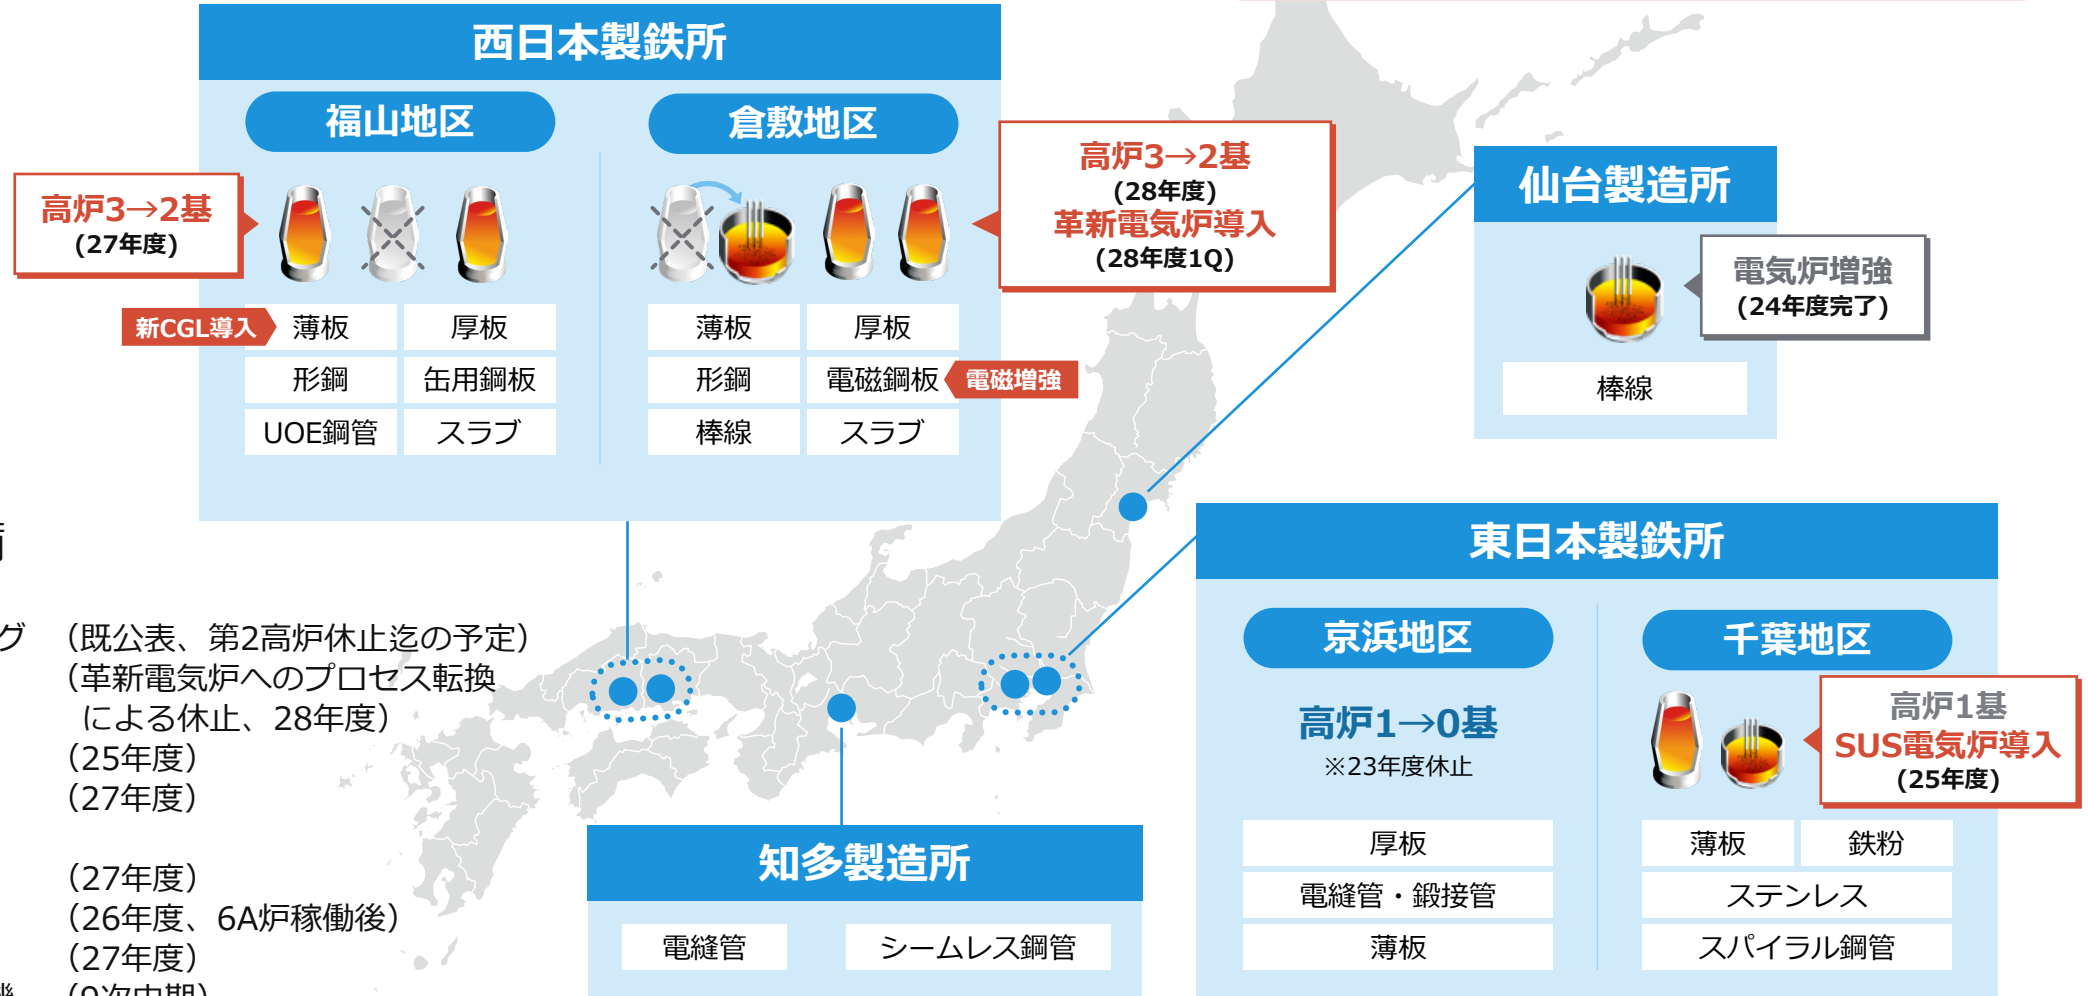 西日本製鉄所
福山地区
倉敷地区
高炉3→2基
(27年度)
高炉3→2基
(28年度)
革新電気炉導入
(28年度1Q)
新CGL導入
薄板
厚板
形鋼
缶用鋼板
UOE鋼管
スラブ
薄板
厚板
形鋼
電磁鋼板
電磁増強
棒線
スラブ
仙台製造所
電気炉増強
(24年度完了)
棒線
東日本製鉄所
京浜地区
千葉地区
高炉1→0基
※23年度休止
高炉1基
SUS電気炉導入
(25年度)
厚板
電縫管・鍛接管
薄板
薄板
鉄粉
ステンレス
スパイラル鋼管
知多製造所
電縫管
シームレス鋼管
グ （既公表、第2高炉休止迄の予定）
（革新電気炉へのプロセス転換
による休止、28年度）
（25年度）
（27年度）
（27年度）
（26年度、6A炉稼働後）
（27年度）
（9次中期）